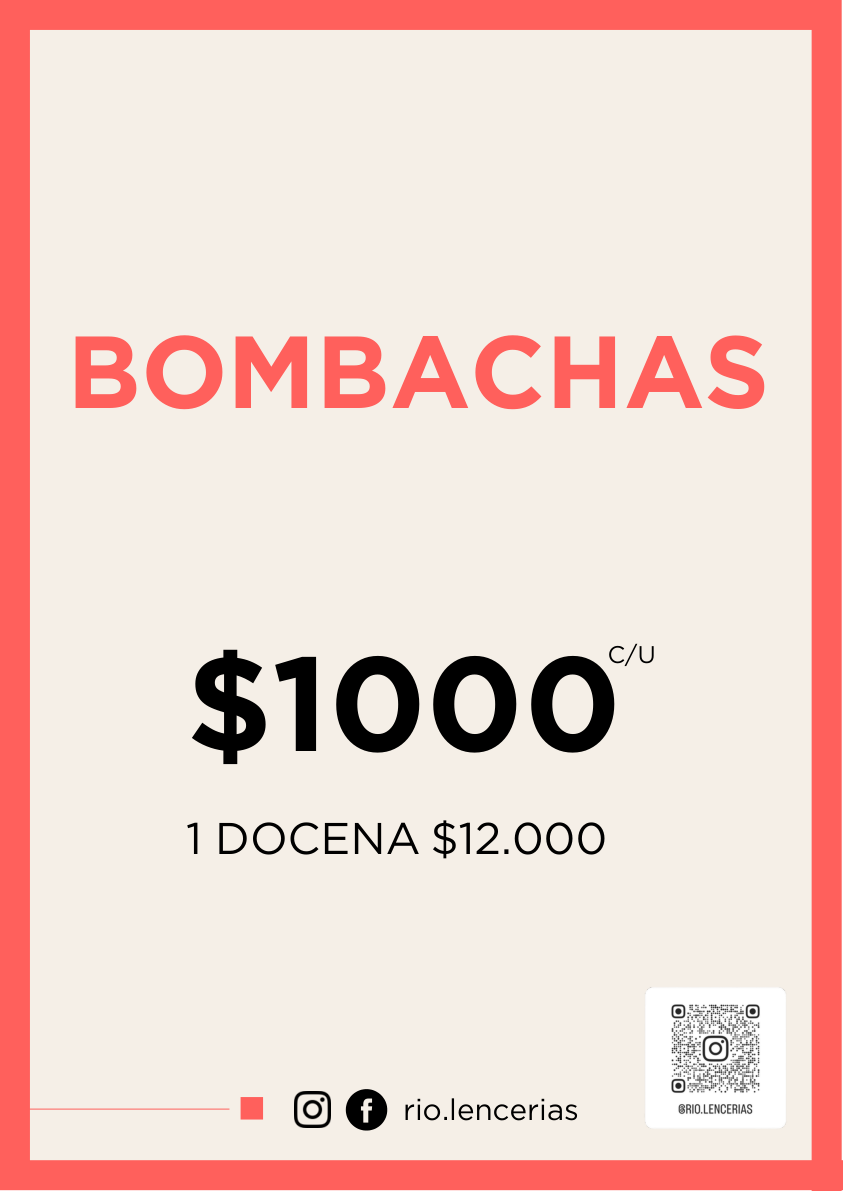 BOMBACHAS
$1000 C/U
1 DOCENA $12.000
rio.lencerias
@RIO.LENCERIAS